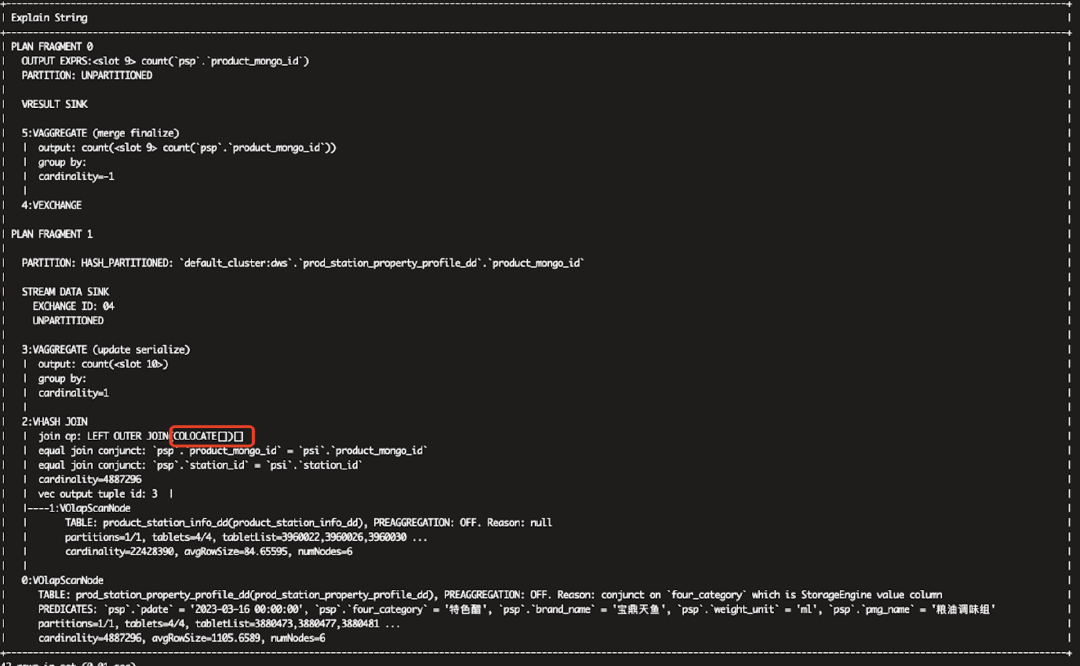 Explain String
PLAN FRAGMENT 0
OUTPUT EXPRS:<slot 9> count(`psp`.`product_mongo_id`)
PARTITION: UNPARTITIONED
VRESULT SINK
5:VAGGREGATE (merge finalize)
|  output: count(<slot 9> count(`psp`.`product_mongo_id`))
|  group by:
|  cardinality=-1
|
4:VEXCHANGE
PLAN FRAGMENT 1
PARTITION: HASH_PARTITIONED: `default_cluster:dws`.`prod_station_property_profile_dd`.`product_mongo_id`
STREAM DATA SINK
EXCHANGE ID: 04
UNPARTITIONED
3:VAGGREGATE (update serialize)
|  output: count(<slot 10>)
|  group by:
|  cardinality=1
|
2:VHASH JOIN
|  join op: LEFT OUTER JOIN(COLOCATE[])[]
|  equal join conjunct: `psp`.`product_mongo_id` = `psi`.`product_mongo_id`
|  equal join conjunct: `psp`.`station_id` = `psi`.`station_id`
|  cardinality=4887296
|  vec output tuple id: 3  |
|----1:VOlapScanNode
|       TABLE: product_station_info_dd(product_station_info_dd), PREAGGREGATION: OFF. Reason: null
|       partitions=1/1, tablets=4/4, tabletList=3960022,3960026,3960030 ...
|       cardinality=22428390, avgRowSize=84.65595, numNodes=6
|
0:VOlapScanNode
TABLE: prod_station_property_profile_dd(prod_station_property_profile_dd), PREAGGREGATION: OFF. Reason: conjunct on `four_category` which is StorageEngine value column
PREDICATES: `psp`.`pdate` = '2023-03-16 00:00:00', `psp`.`four_category` = '特色醋', `psp`.`brand_name` = '宝鼎天鱼', `psp`.`weight_unit` = 'ml', `psp`.`pmg_name` = '粮油调味组'
partitions=1/1, tablets=4/4, tabletList=3880473,3880477,3880481 ...
cardinality=4887296, avgRowSize=1105.6589, numNodes=6